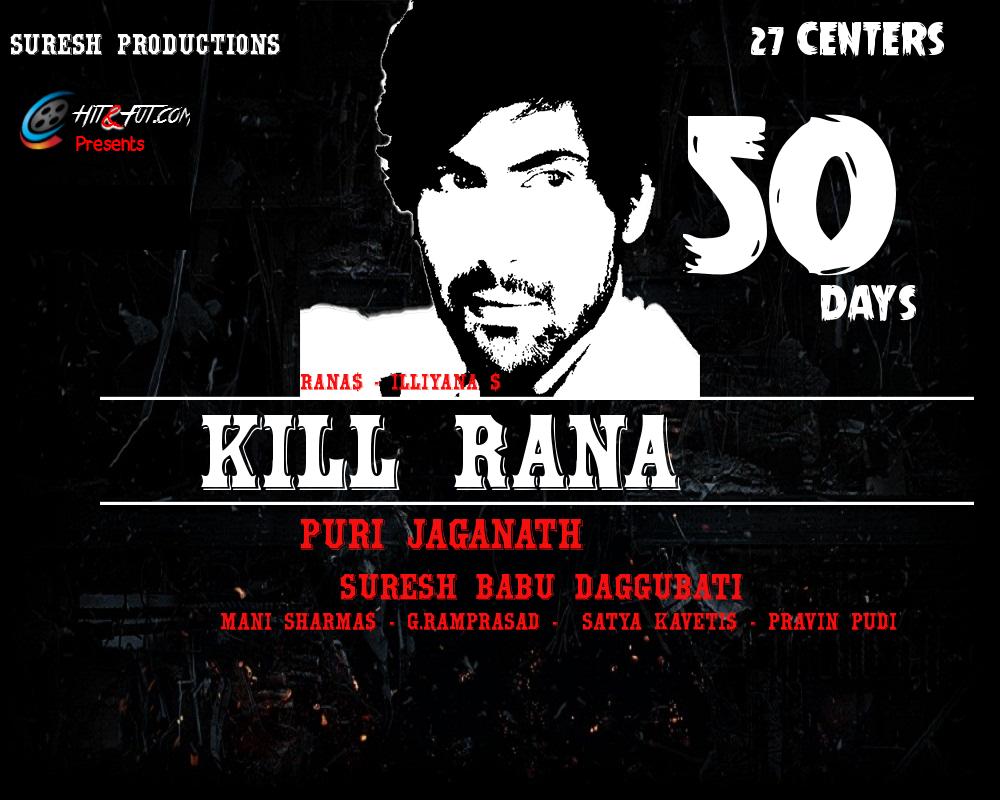 SURESH PRODUCTIONS
27 CENTERS
HIT&FUT.COM
Presents
50
DAYS
RANA$ - ILLIYANA $
KILL RANA
PURI JAGANATH
SURESH BABU DAGGUBATI
MANI SHARMA$ - G.RAMPRASAD - SATYA KAVETI$ - PRAVIN PUDI